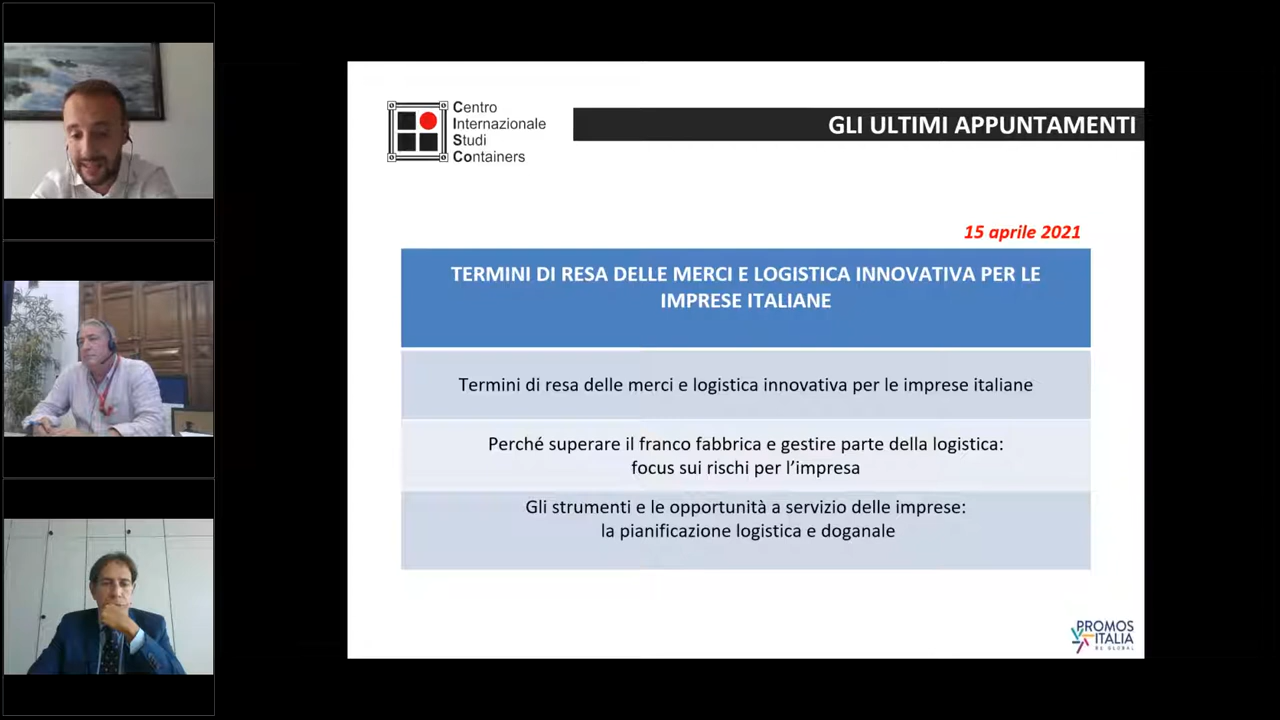 Centro
Internazionale
Studi
Containers
GLI ULTIMI APPUNTAMENTI
15 aprile 2021
TERMINI DI RESA DELLE MERCI E LOGISTICA INNOVATIVA PER LE
IMPRESE ITALIANE
Termini di resa delle merci e logistica innovativa per le imprese italiane
Perché superare il franco fabbrica e gestire parte della logistica:
focus sui rischi per l’impresa
Gli strumenti e le opportunità a servizio delle imprese:
la pianificazione logistica e doganale
PROMOS
ITALIA
BE GLOBAL